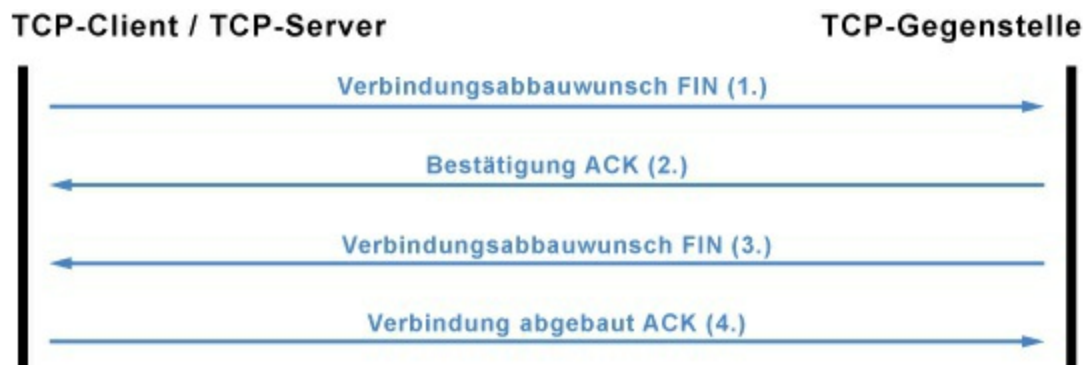 TCP-Client / TCP-Server
TCP-Gegenstelle
Verbindungsabbauwunsch FIN (1.)
Bestätigung ACK (2.)
Verbindungsabbauwunsch FIN (3.)
Verbindung abgebaut ACK (4.)